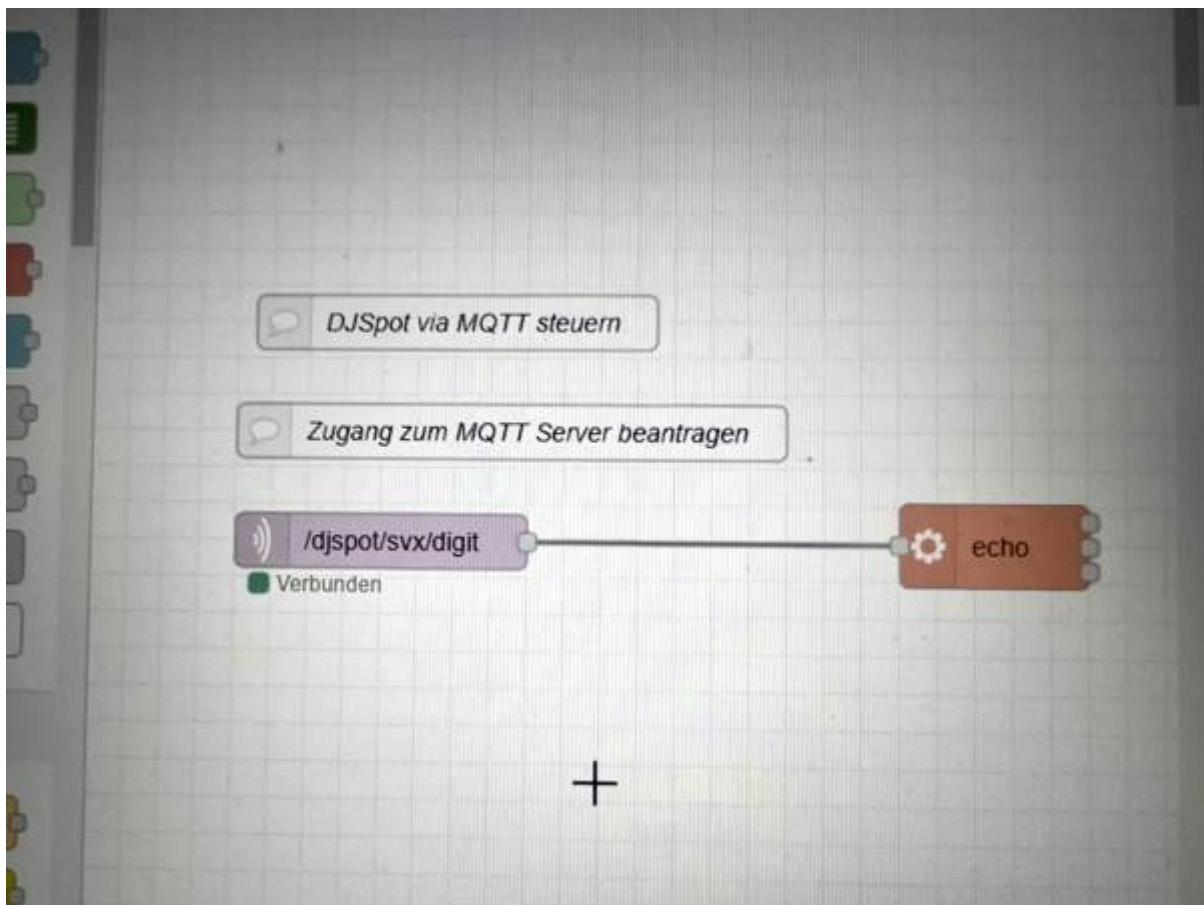 DJSpot via MQTT steuern
Zugang zum MQTT Server beantragen
/djspot/svx/digit
echo
Verbunden